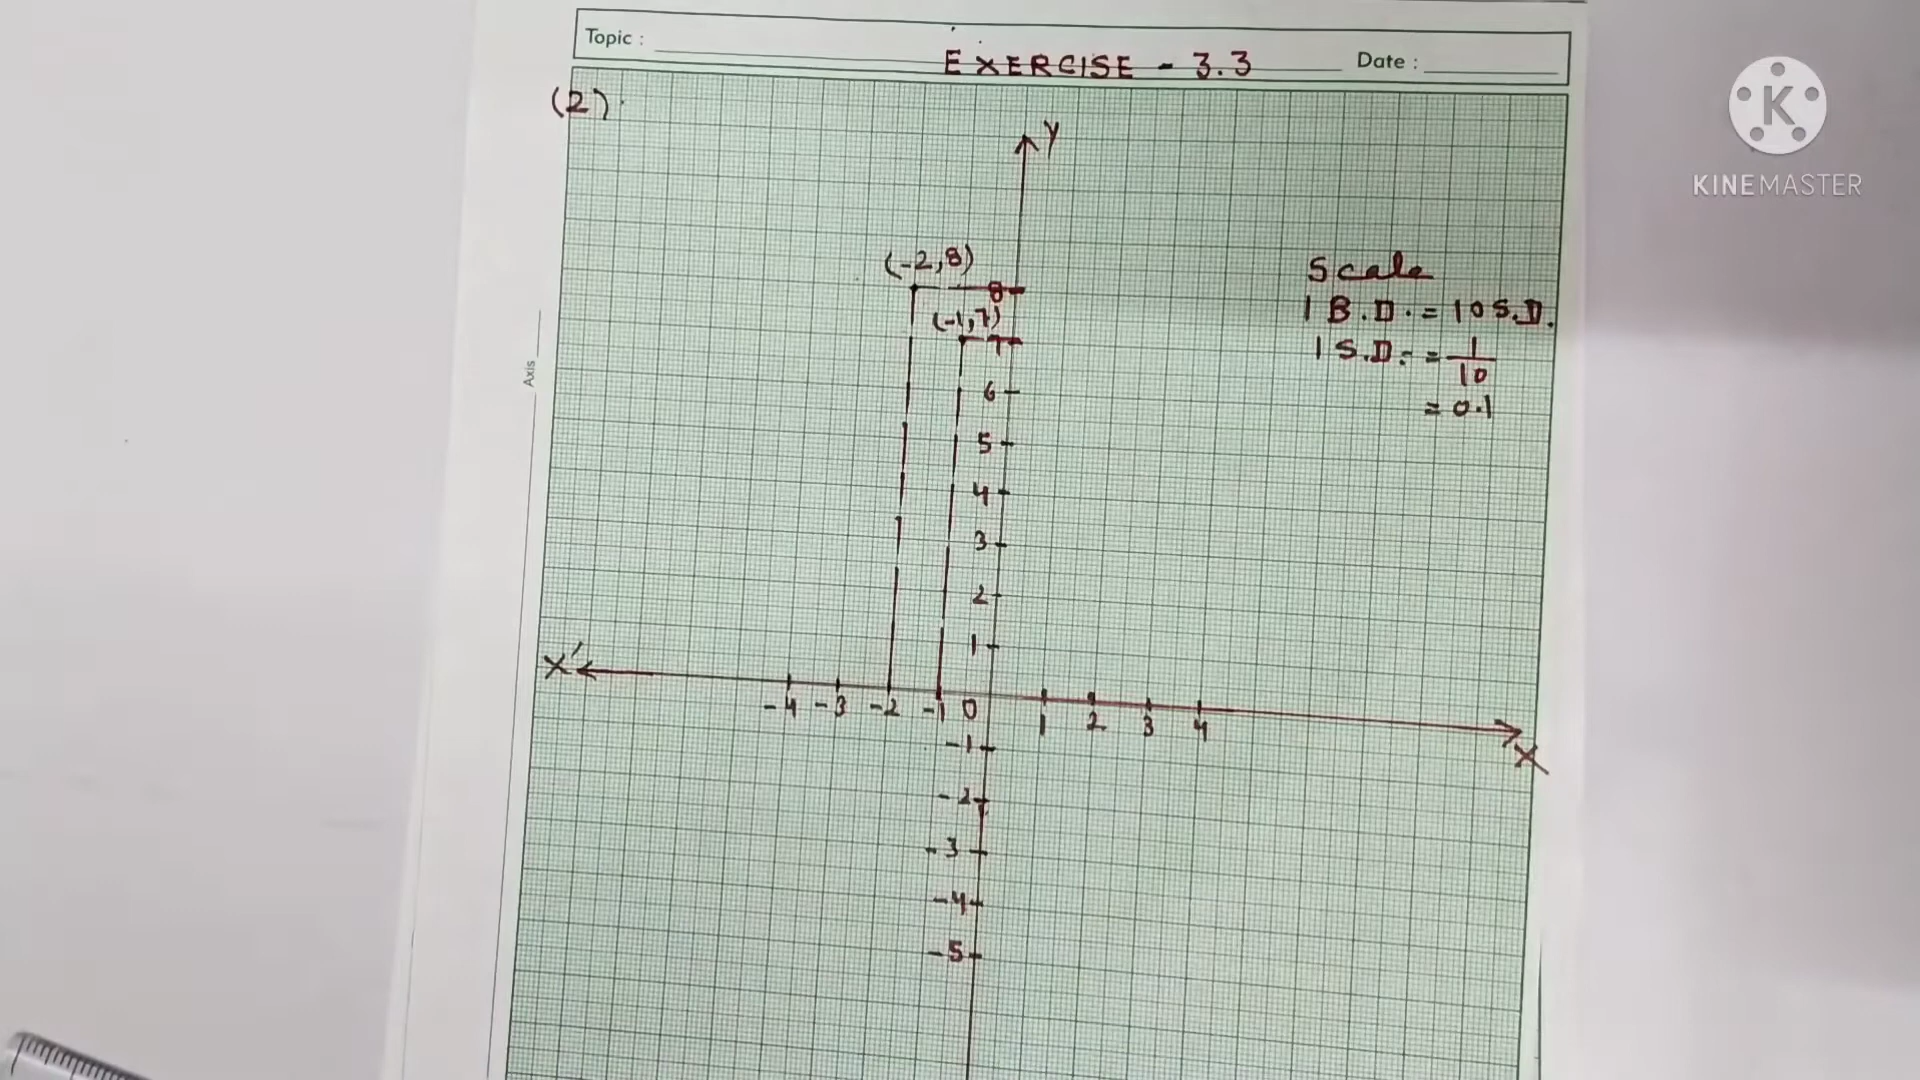 Topic :
EXERCISE - 3.3
Date :
(2).
Y
(-2,8)
8
(-1,7)
7
6
5
4
3
2
1
Scale
1 B.D. = 10 S.D.
1 S.D. = 1/10
= 0.1
Axis
X'
-4 -3 -2 -1 0 1 2 3 4
X
-1
-2
-3
-4
-5
KINEMASTER